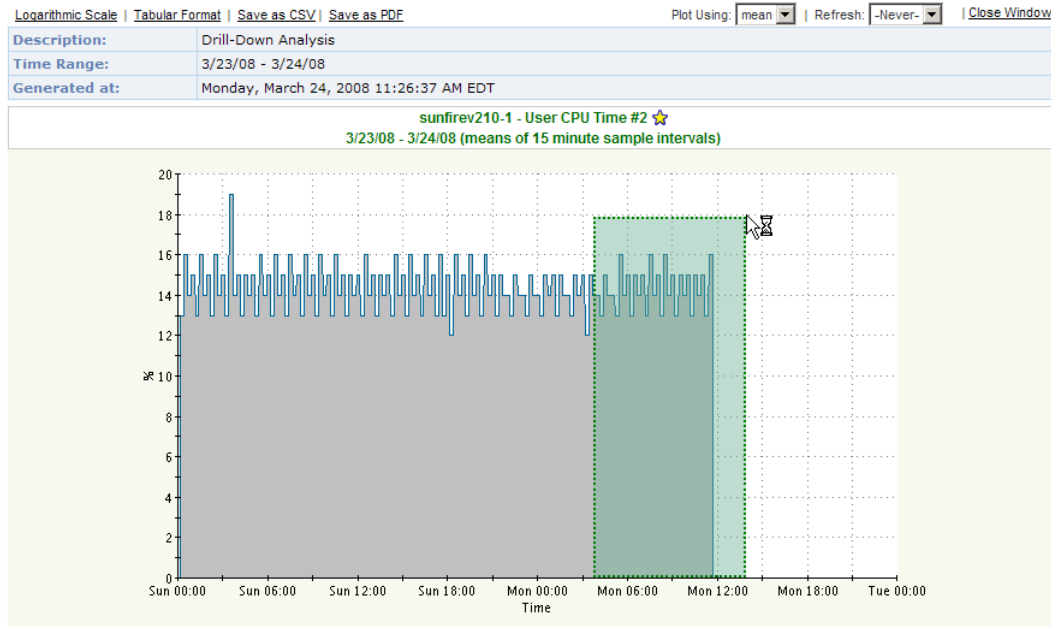 Logarithmic Scale | Tabular Format | Save as CSV | Save as PDF Plot Using: mean | Refresh: -Never- | Close Window
Description: Drill-Down Analysis
Time Range: 3/23/08 - 3/24/08
Generated at: Monday, March 24, 2008 11:26:37 AM EDT
sunfirev210-1 - User CPU Time #2
3/23/08 - 3/24/08 (means of 15 minute sample intervals)
20
18
16
14
12
% 10
8
6
4
2
0
Sun 00:00 Sun 06:00 Sun 12:00 Sun 18:00 Mon 00:00 Mon 06:00 Mon 12:00 Mon 18:00 Tue 00:00
Time